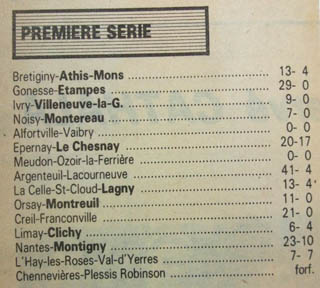 PREMIERE SERIE
Bretigny-Athis-Mons 13- 4
Gonesse-Etampes 29- 0
Ivry-Villeneuve-la-G. 9- 0
Noisy-Montereau 7- 0
Alfortville-Vaibry 0- 0
Epernay-Le Chesnay 20-17
Meudon-Ozoir-la-Ferrière 0- 0
Argenteuil-Lacourneuve 41- 4
La Celle-St-Cloud-Lagny 13- 4
Orsay-Montreuil 11- 0
Creil-Franconville 21- 0
Limay-Clichy 6- 4
Nantes-Montigny 23-10
L'Hay-les-Roses-Val-d'Yerres 7- 7
Chennevières-Plessis Robinson forf.